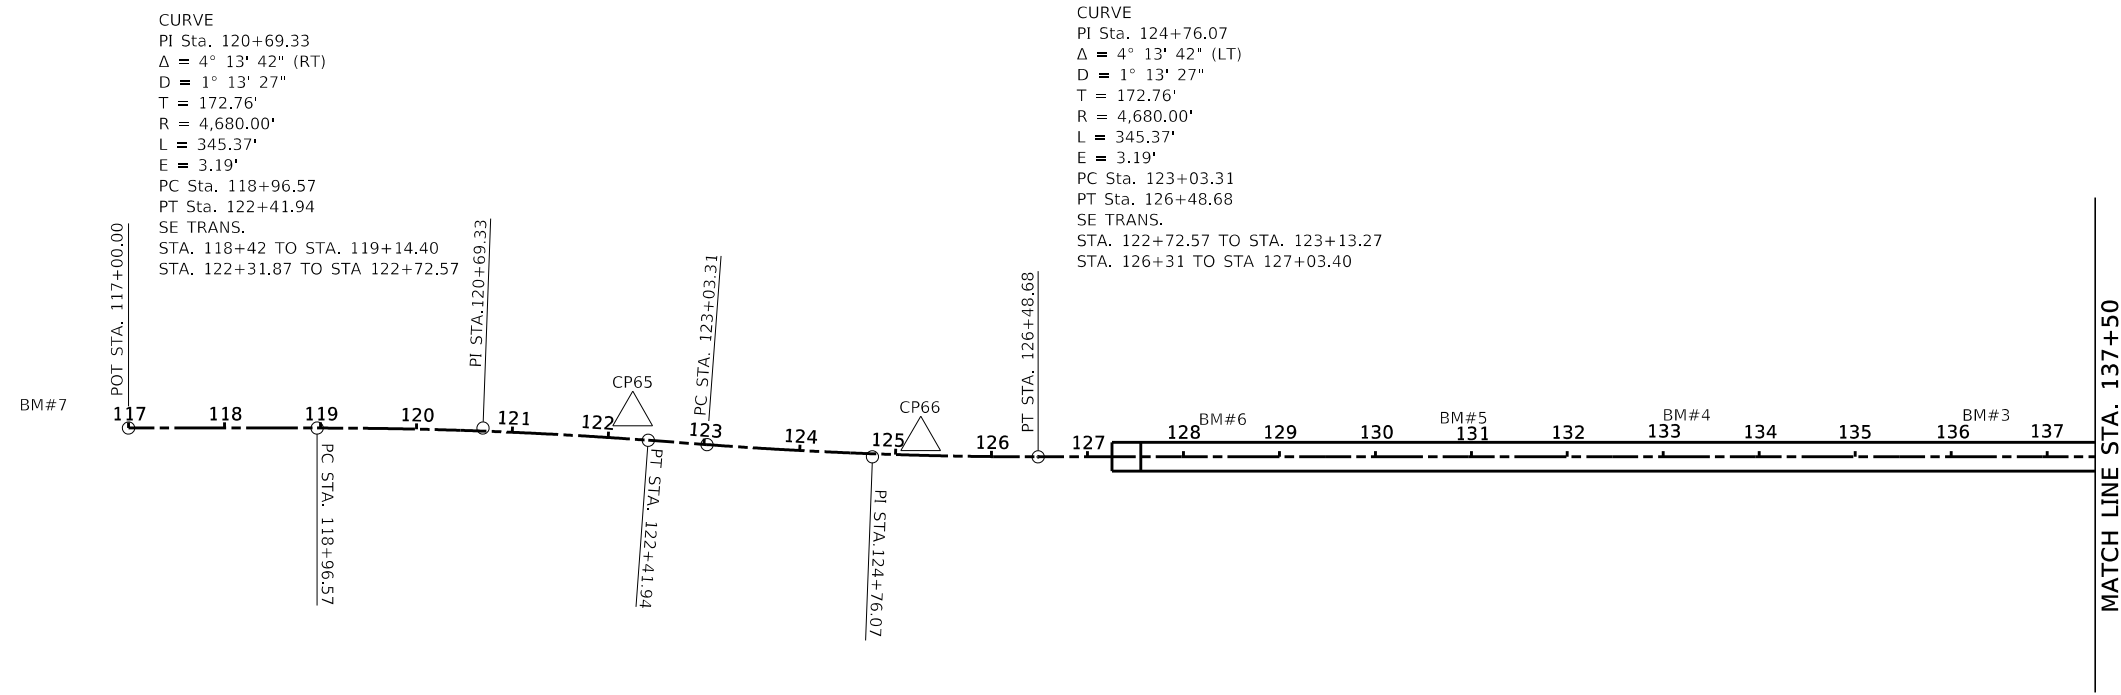 CURVE
PI Sta. 120+69.33
Δ = 4° 13' 42" (RT)
D = 1° 13' 27"
T = 172.76'
R = 4,680.00'
L = 345.37'
E = 3.19'
PC Sta. 118+96.57
PT Sta. 122+41.94
SE TRANS.
STA. 118+42 TO STA. 119+14.40
STA. 122+31.87 TO STA 122+72.57
CURVE
PI Sta. 124+76.07
Δ = 4° 13' 42" (LT)
D = 1° 13' 27"
T = 172.76'
R = 4,680.00'
L = 345.37'
E = 3.19'
PC Sta. 123+03.31
PT Sta. 126+48.68
SE TRANS.
STA. 122+72.57 TO STA. 123+13.27
STA. 126+31 TO STA 127+03.40
POT STA. 117+00.00
PI STA.120+69.33
PC STA. 123+03.31
PT STA. 126+48.68
MATCH LINE STA. 137+50
BM#7
CP65
CP66
BM#6
BM#5
BM#4
BM#3
117
118
119
120
121
122
123
124
125
126
127
128
129
130
131
132
133
134
135
136
137
PC STA. 118+96.57
PT STA. 122+41.94
PI STA.124+76.07